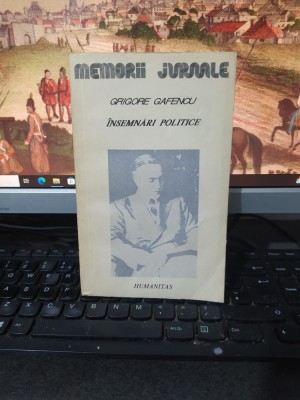 MEMORII JURNALE
GRIGORE GAFENCU
ÎNSEMNĂRI POLITICE
HUMANITAS